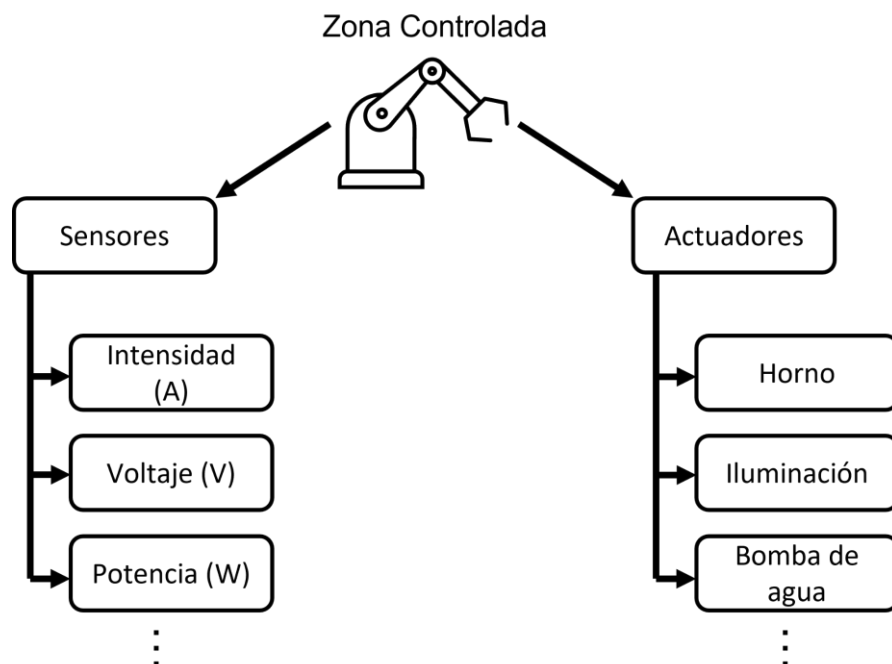 Zona Controlada
Sensores
Intensidad
(A)
Voltaje (V)
Potencia (W)
Actuadores
Horno
Iluminación
Bomba de
agua